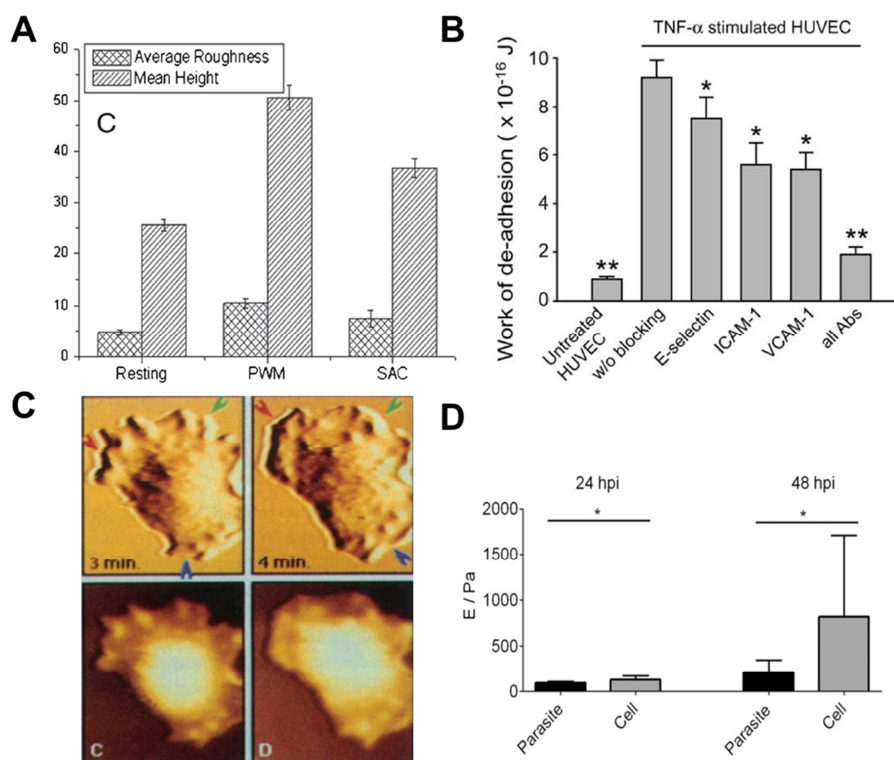 A
Average Roughness
Mean Height
C
60
50
40
30
20
10
0
Resting PWM SAC
B
TNF-α stimulated HUVEC
Work of de-adhesion ( x 10⁻¹⁶ J)
10
8
6
4
2
0
*
*
*
**
**
Untreated HUVEC
w/o blocking
E-selectin
ICAM-1
VCAM-1
all Abs
C
3 min.
4 min.
C
D
D
24 hpi
48 hpi
*
*
E / Pa
2000
1500
1000
500
0
Parasite
Cell
Parasite
Cell